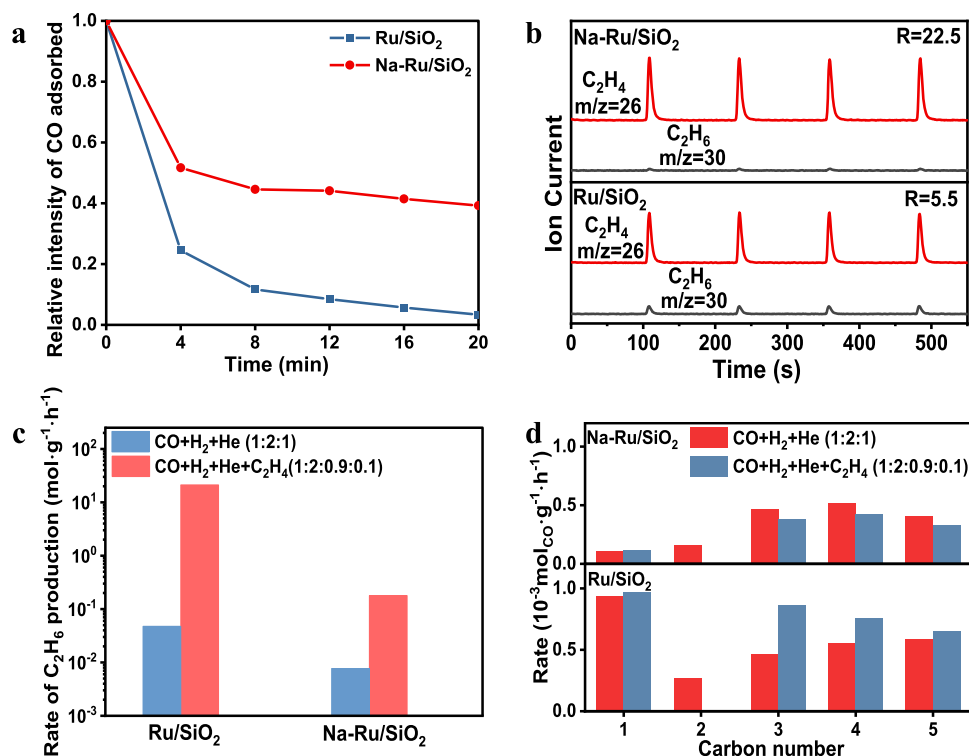 a
Relative intensity of CO adsorbed
1.0
0.8
0.6
0.4
0.2
0.0
Ru/SiO₂
Na-Ru/SiO₂
0 4 8 12 16 20
Time (min)
b
Ion Current
Na-Ru/SiO₂ R=22.5
C₂H₄
m/z=26
C₂H₆
m/z=30
Ru/SiO₂ R=5.5
C₂H₄
m/z=26
C₂H₆
m/z=30
0 100 200 300 400 500
Time (s)
c
Rate of C₂H₆ production (mol·g⁻¹·h⁻¹)
10²
10¹
10⁰
10⁻¹
10⁻²
10⁻³
CO+H₂+He (1:2:1)
CO+H₂+He+C₂H₄(1:2:0.9:0.1)
Ru/SiO₂ Na-Ru/SiO₂
d
Rate (10⁻³mol_CO·g⁻¹·h⁻¹)
Na-Ru/SiO₂
CO+H₂+He (1:2:1)
CO+H₂+He+C₂H₄ (1:2:0.9:0.1)
1.0
0.5
0.0
Ru/SiO₂
1.0
0.5
0.0
1 2 3 4 5
Carbon number